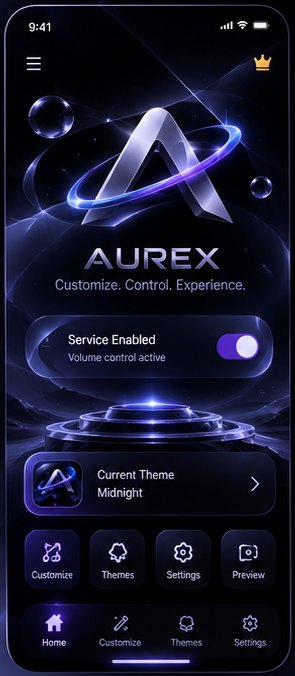 9:41
AUREX
Customize. Control. Experience.
Service Enabled
Volume control active
Current Theme
Midnight
Customize
Themes
Settings
Preview
Home
Customize
Themes
Settings